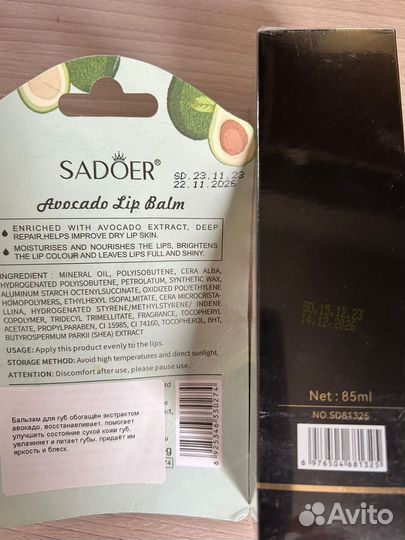 SADOER
SD.23.11.23
22.11.2026
Avocado Lip Balm
ENRICHED WITH AVOCADO EXTRACT, DEEP
REPAIR,HELPS IMPROVE DRY LIP SKIN.
MOISTURISES AND NOURISHES THE LIPS, BRIGHTENS
THE LIP COLOUR AND LEAVES LIPS FULL AND SHINY.
INGREDIENT : MINERAL OIL, POLYISOBUTENE, CERA ALBA,
HYDROGENATED POLYISOBUTENE, PETROLATUM, SYNTHETIC WAX,
ALUMINUM STARCH OCTENYLSUCCINATE, OXIDIZED POLYETHYLENE
HOMOPOLYMERS, ETHYLHEXYL ISOPALMITATE, CERA MICROCRISTA-
LLUNA, HYDROGENATED STYRENE/METHYLSTYRENE/ INDENE
COPOLYMER, TRIDECYL TRIMELLITATE, FRAGRANCE, TOCOPHERYL
ACETATE, PROPYLPARABEN, CI 15985, CI 74160, TOCOPHEROL, BHT,
BUTYROSPERMUM PARKII (SHEA) EXTRACT
USAGE: Apply this product evenly to the lips.
STORAGE METHOD: Avoid high temperatures and direct sunlight.
ATTENTION: Discomfort after use, please pause use.
Ltd
Бальзам для губ обогащён экстрактом
авокадо, восстанавливает, помогает
улучшить состояние сухой кожи губ,
увлажняет и питает губы, придаёт им
яркость и блеск.
6925346330274
SD.15.12.23
14.12.2026
Net : 85ml
NO.SD81325
6 976504 681325
Avito